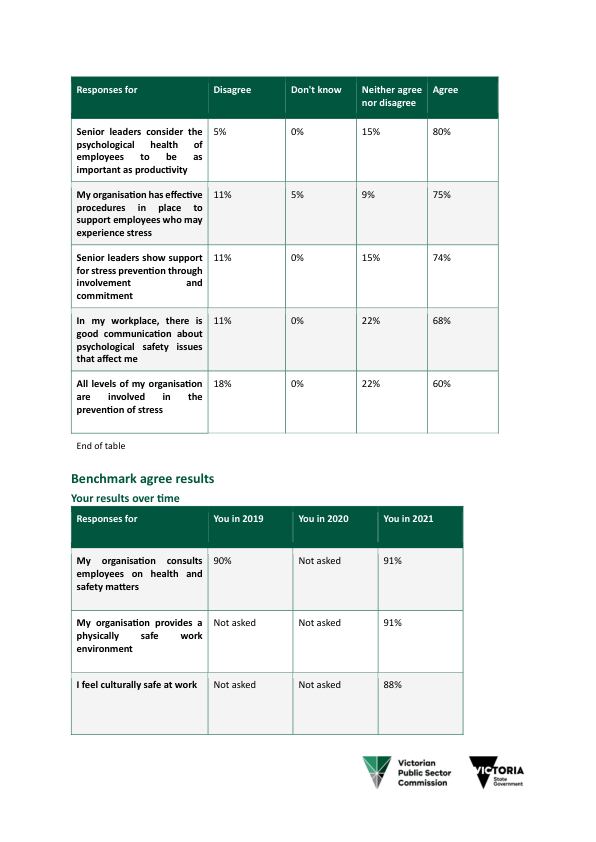 Responses for Disagree Don't know Neither agree Agree
nor disagree
Senior leaders consider the 5% 0% 15% 80%
psychological health of
employees to be as
important as productivity
My organisation has effective 11% 5% 9% 75%
procedures in place to
support employees who may
experience stress
Senior leaders show support 11% 0% 15% 74%
for stress prevention through
involvement and
commitment
In my workplace, there is 11% 0% 22% 68%
good communication about
psychological safety issues
that affect me
All levels of my organisation 18% 0% 22% 60%
are involved in the
prevention of stress
End of table
Benchmark agree results
Your results over time
Responses for You in 2019 You in 2020 You in 2021
My organisation consults 90% Not asked 91%
employees on health and
safety matters
My organisation provides a Not asked Not asked 91%
physically safe work
environment
I feel culturally safe at work Not asked Not asked 88%
Victorian
Public Sector
Commission
VICTORIA
State
Government